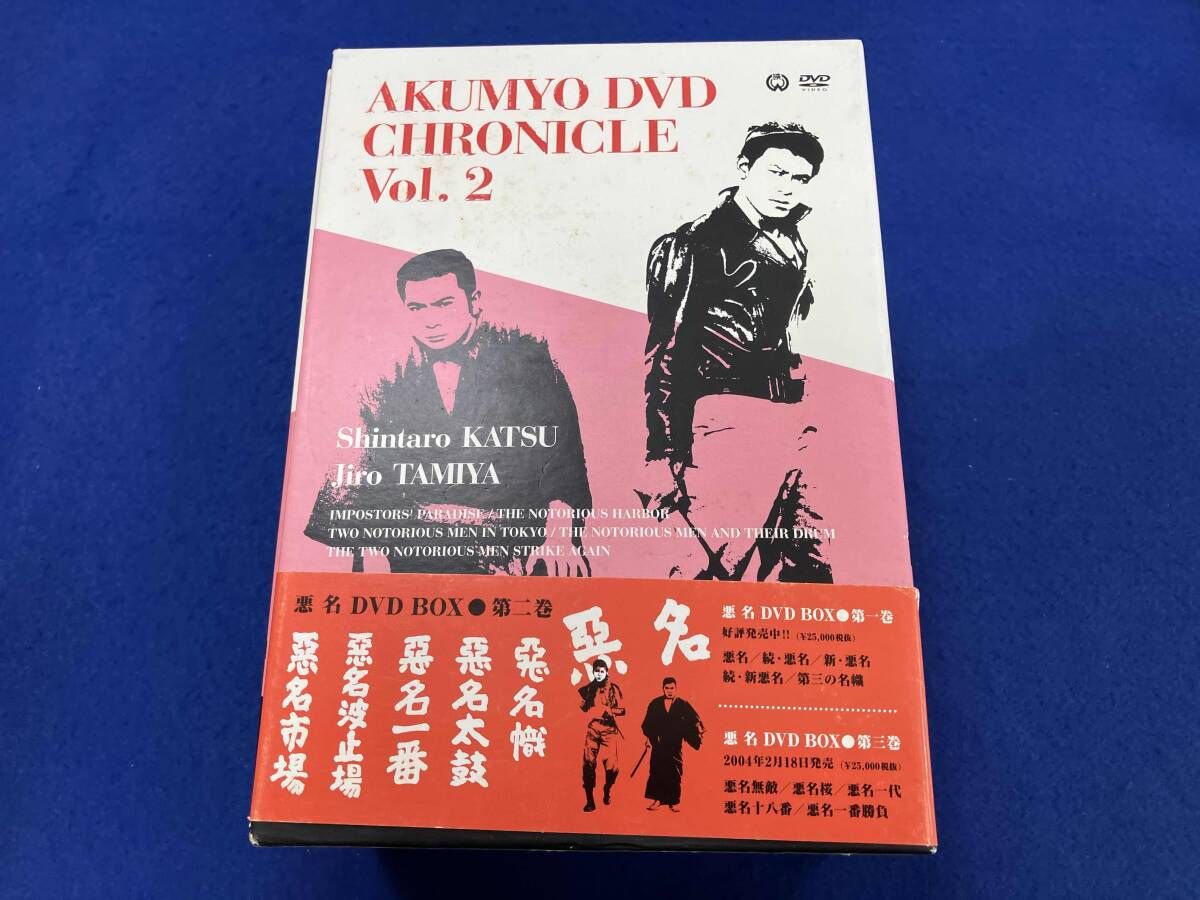 AKUMYO DVD
CHRONICLE
Vol. 2
DVD
VIDEO
Shintaro KATSU
Jiro TAMIYA
IMPOSTORS' PARADISE / THE NOTORIOUS HARBOR
TWO NOTORIOUS MEN IN TOKYO / THE NOTORIOUS MEN AND THEIR DRUM
THE TWO NOTORIOUS MEN STRIKE AGAIN
悪名 DVD BOX●第二巻
悪名市場
悪名波止場
悪名一番
悪名太鼓
悪名幟
悪名
悪名 DVD BOX●第一巻
好評発売中!! (¥25,000税抜)
悪名/続・悪名/新・悪名
続・新悪名/第三の名幟
悪名 DVD BOX●第三巻
2004年2月18日発売 (¥25,000税抜)
悪名無敵/悪名桜/悪名一代
悪名十八番/悪名一番勝負